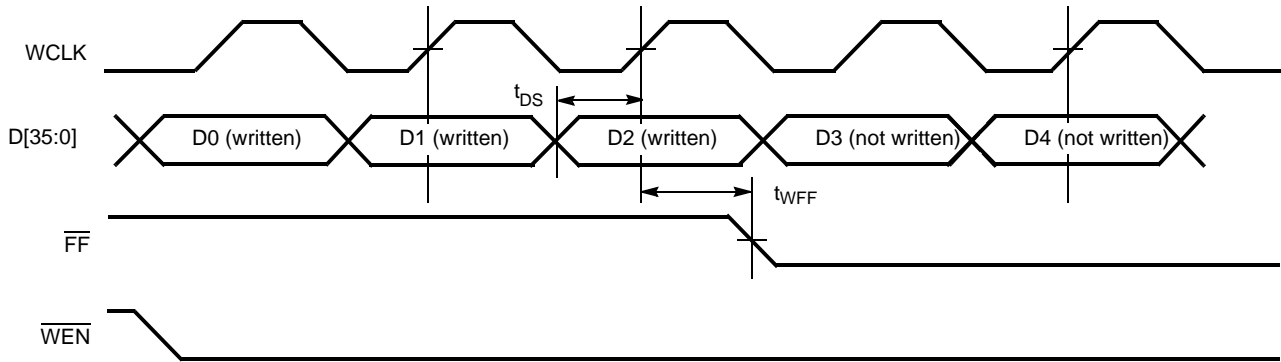 WCLK
tDS
D[35:0]
D0 (written)
D1 (written)
D2 (written)
D3 (not written)
D4 (not written)
tWFF
FF
WEN